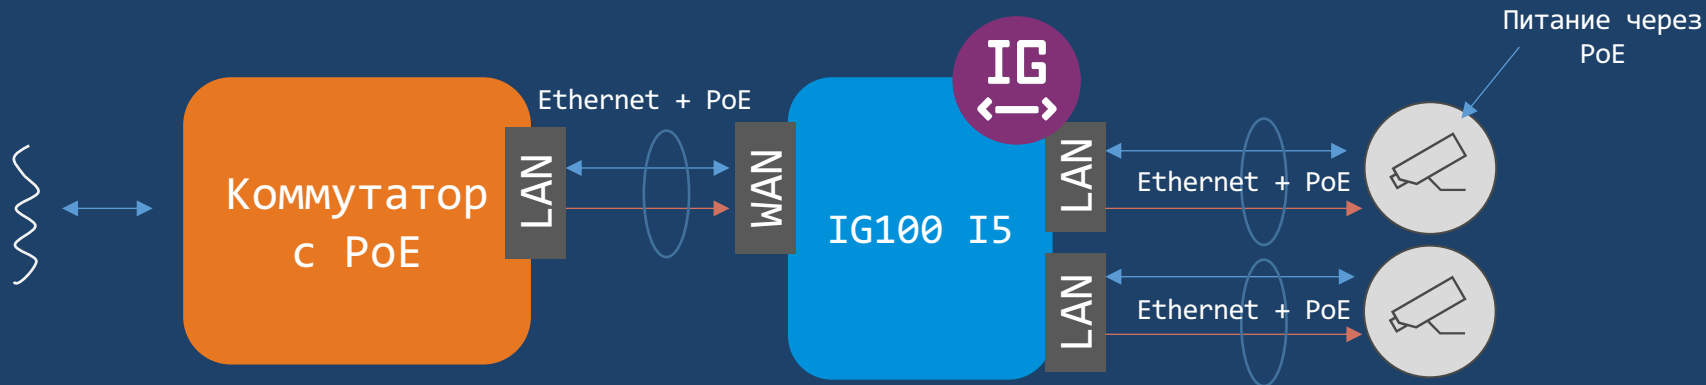 Питание через
PoE
IG
Ethernet + PoE
Коммутатор
с PoE
LAN
WAN
IG100 I5
LAN
Ethernet + PoE
LAN
Ethernet + PoE